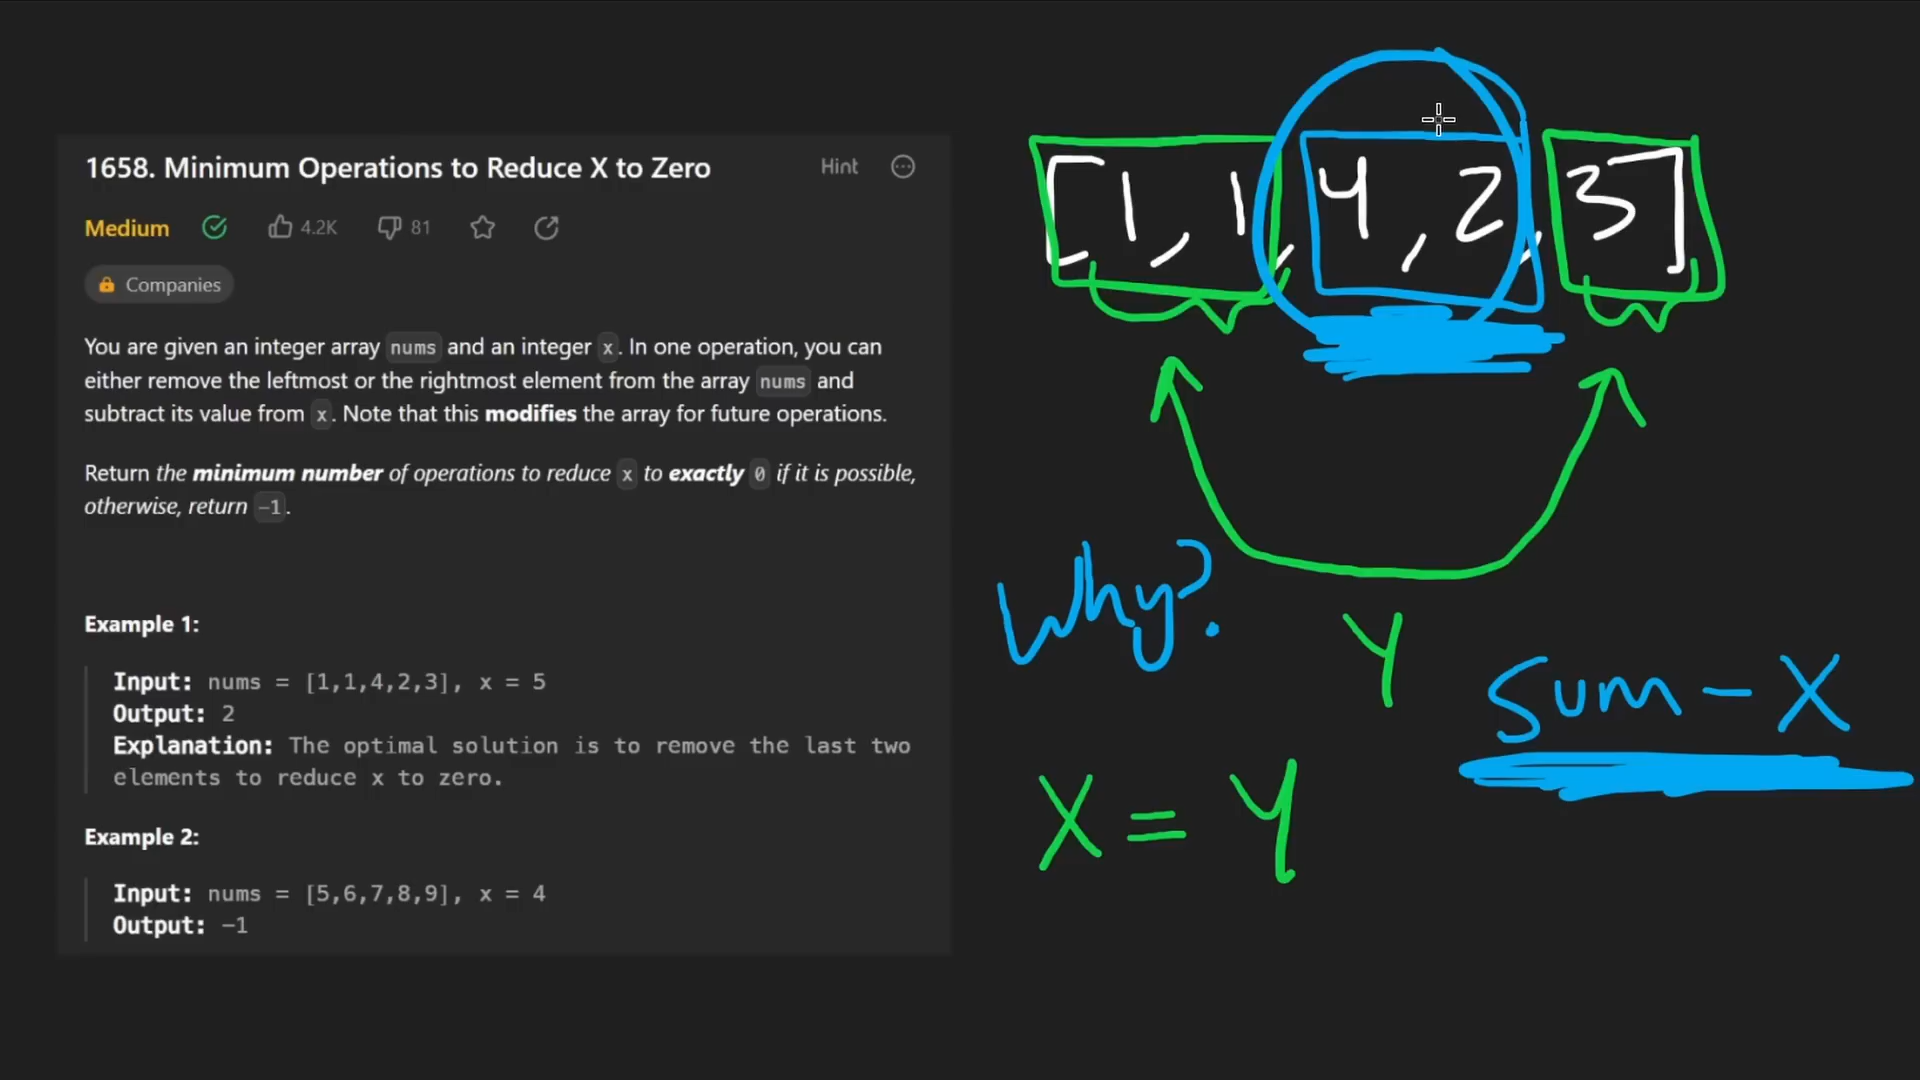 1658. Minimum Operations to Reduce X to Zero
Hint
Medium
4.2K
81
Companies
You are given an integer array nums and an integer x. In one operation, you can
either remove the leftmost or the rightmost element from the array nums and
subtract its value from x. Note that this modifies the array for future operations.
Return the minimum number of operations to reduce x to exactly 0 if it is possible,
otherwise, return -1.
Example 1:
Input: nums = [1,1,4,2,3], x = 5
Output: 2
Explanation: The optimal solution is to remove the last two
elements to reduce x to zero.
Example 2:
Input: nums = [5,6,7,8,9], x = 4
Output: -1
[1,1,4,2,3]
Why?
Y
Sum-X
X=Y